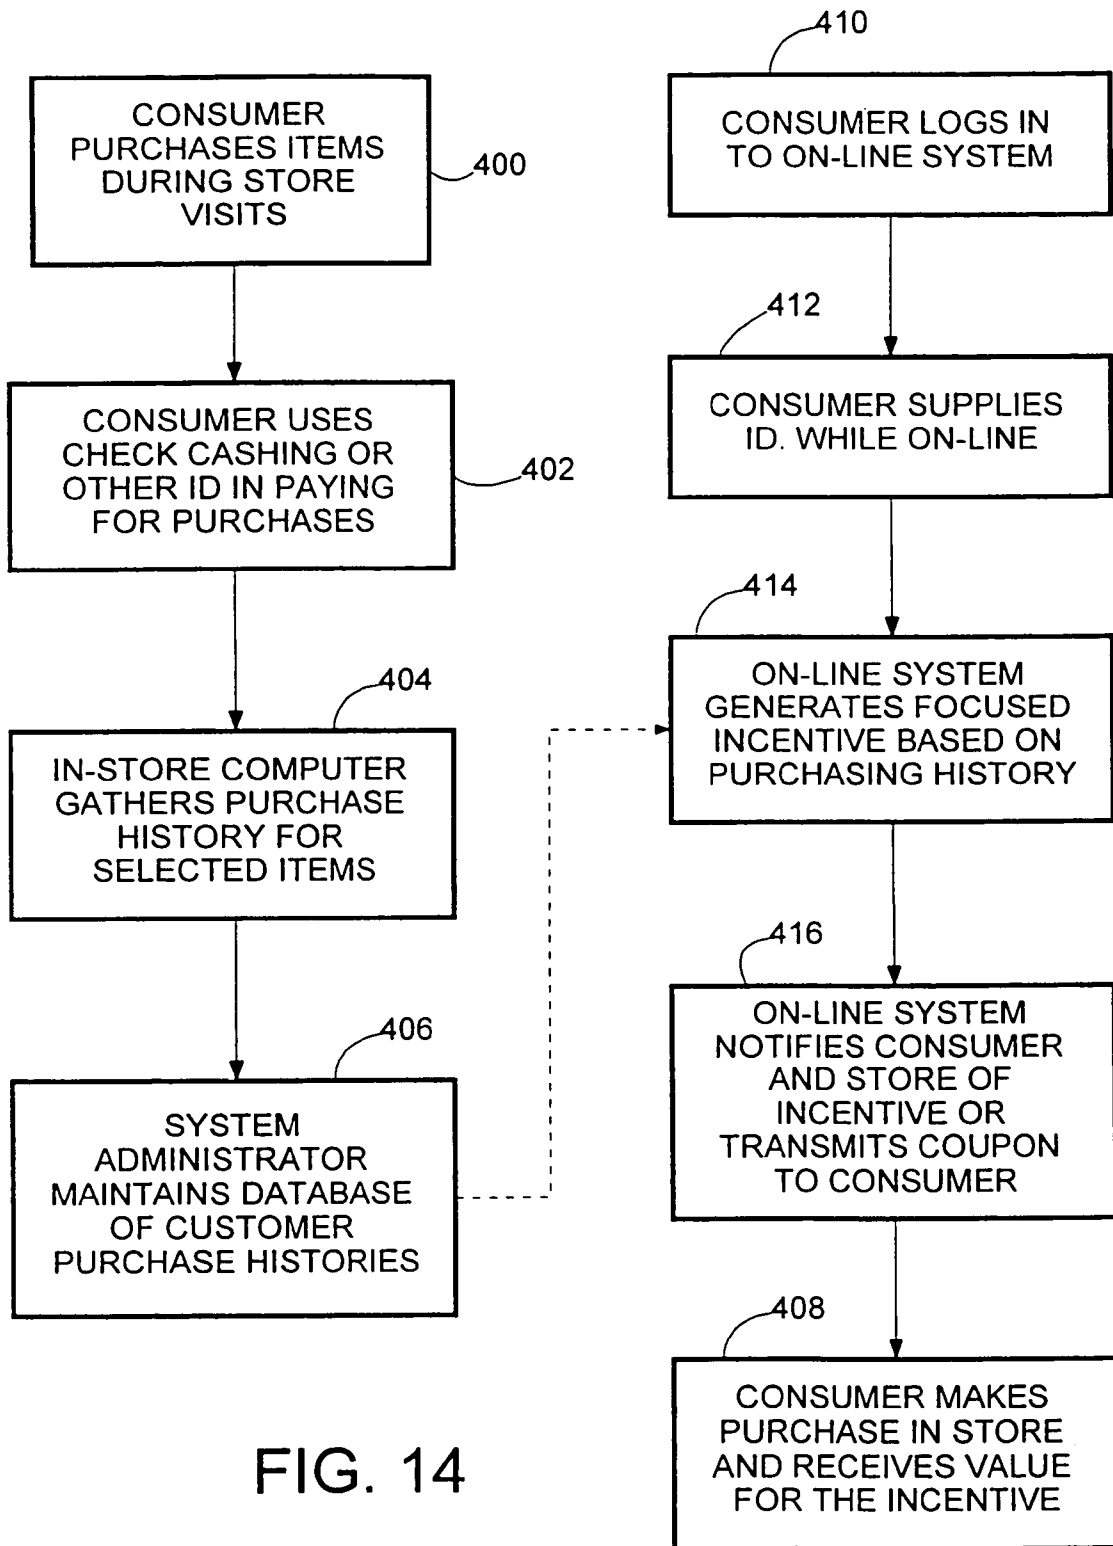 CONSUMER
PURCHASES ITEMS
DURING STORE
VISITS
400
CONSUMER USES
CHECK CASHING OR
OTHER ID IN PAYING
FOR PURCHASES
402
404
IN-STORE COMPUTER
GATHERS PURCHASE
HISTORY FOR
SELECTED ITEMS
406
SYSTEM
ADMINISTRATOR
MAINTAINS DATABASE
OF CUSTOMER
PURCHASE HISTORIES
410
CONSUMER LOGS IN
TO ON-LINE SYSTEM
412
CONSUMER SUPPLIES
ID. WHILE ON-LINE
414
ON-LINE SYSTEM
GENERATES FOCUSED
INCENTIVE BASED ON
PURCHASING HISTORY
416
ON-LINE SYSTEM
NOTIFIES CONSUMER
AND STORE OF
INCENTIVE OR
TRANSMITS COUPON
TO CONSUMER
408
CONSUMER MAKES
PURCHASE IN STORE
AND RECEIVES VALUE
FOR THE INCENTIVE
FIG. 14